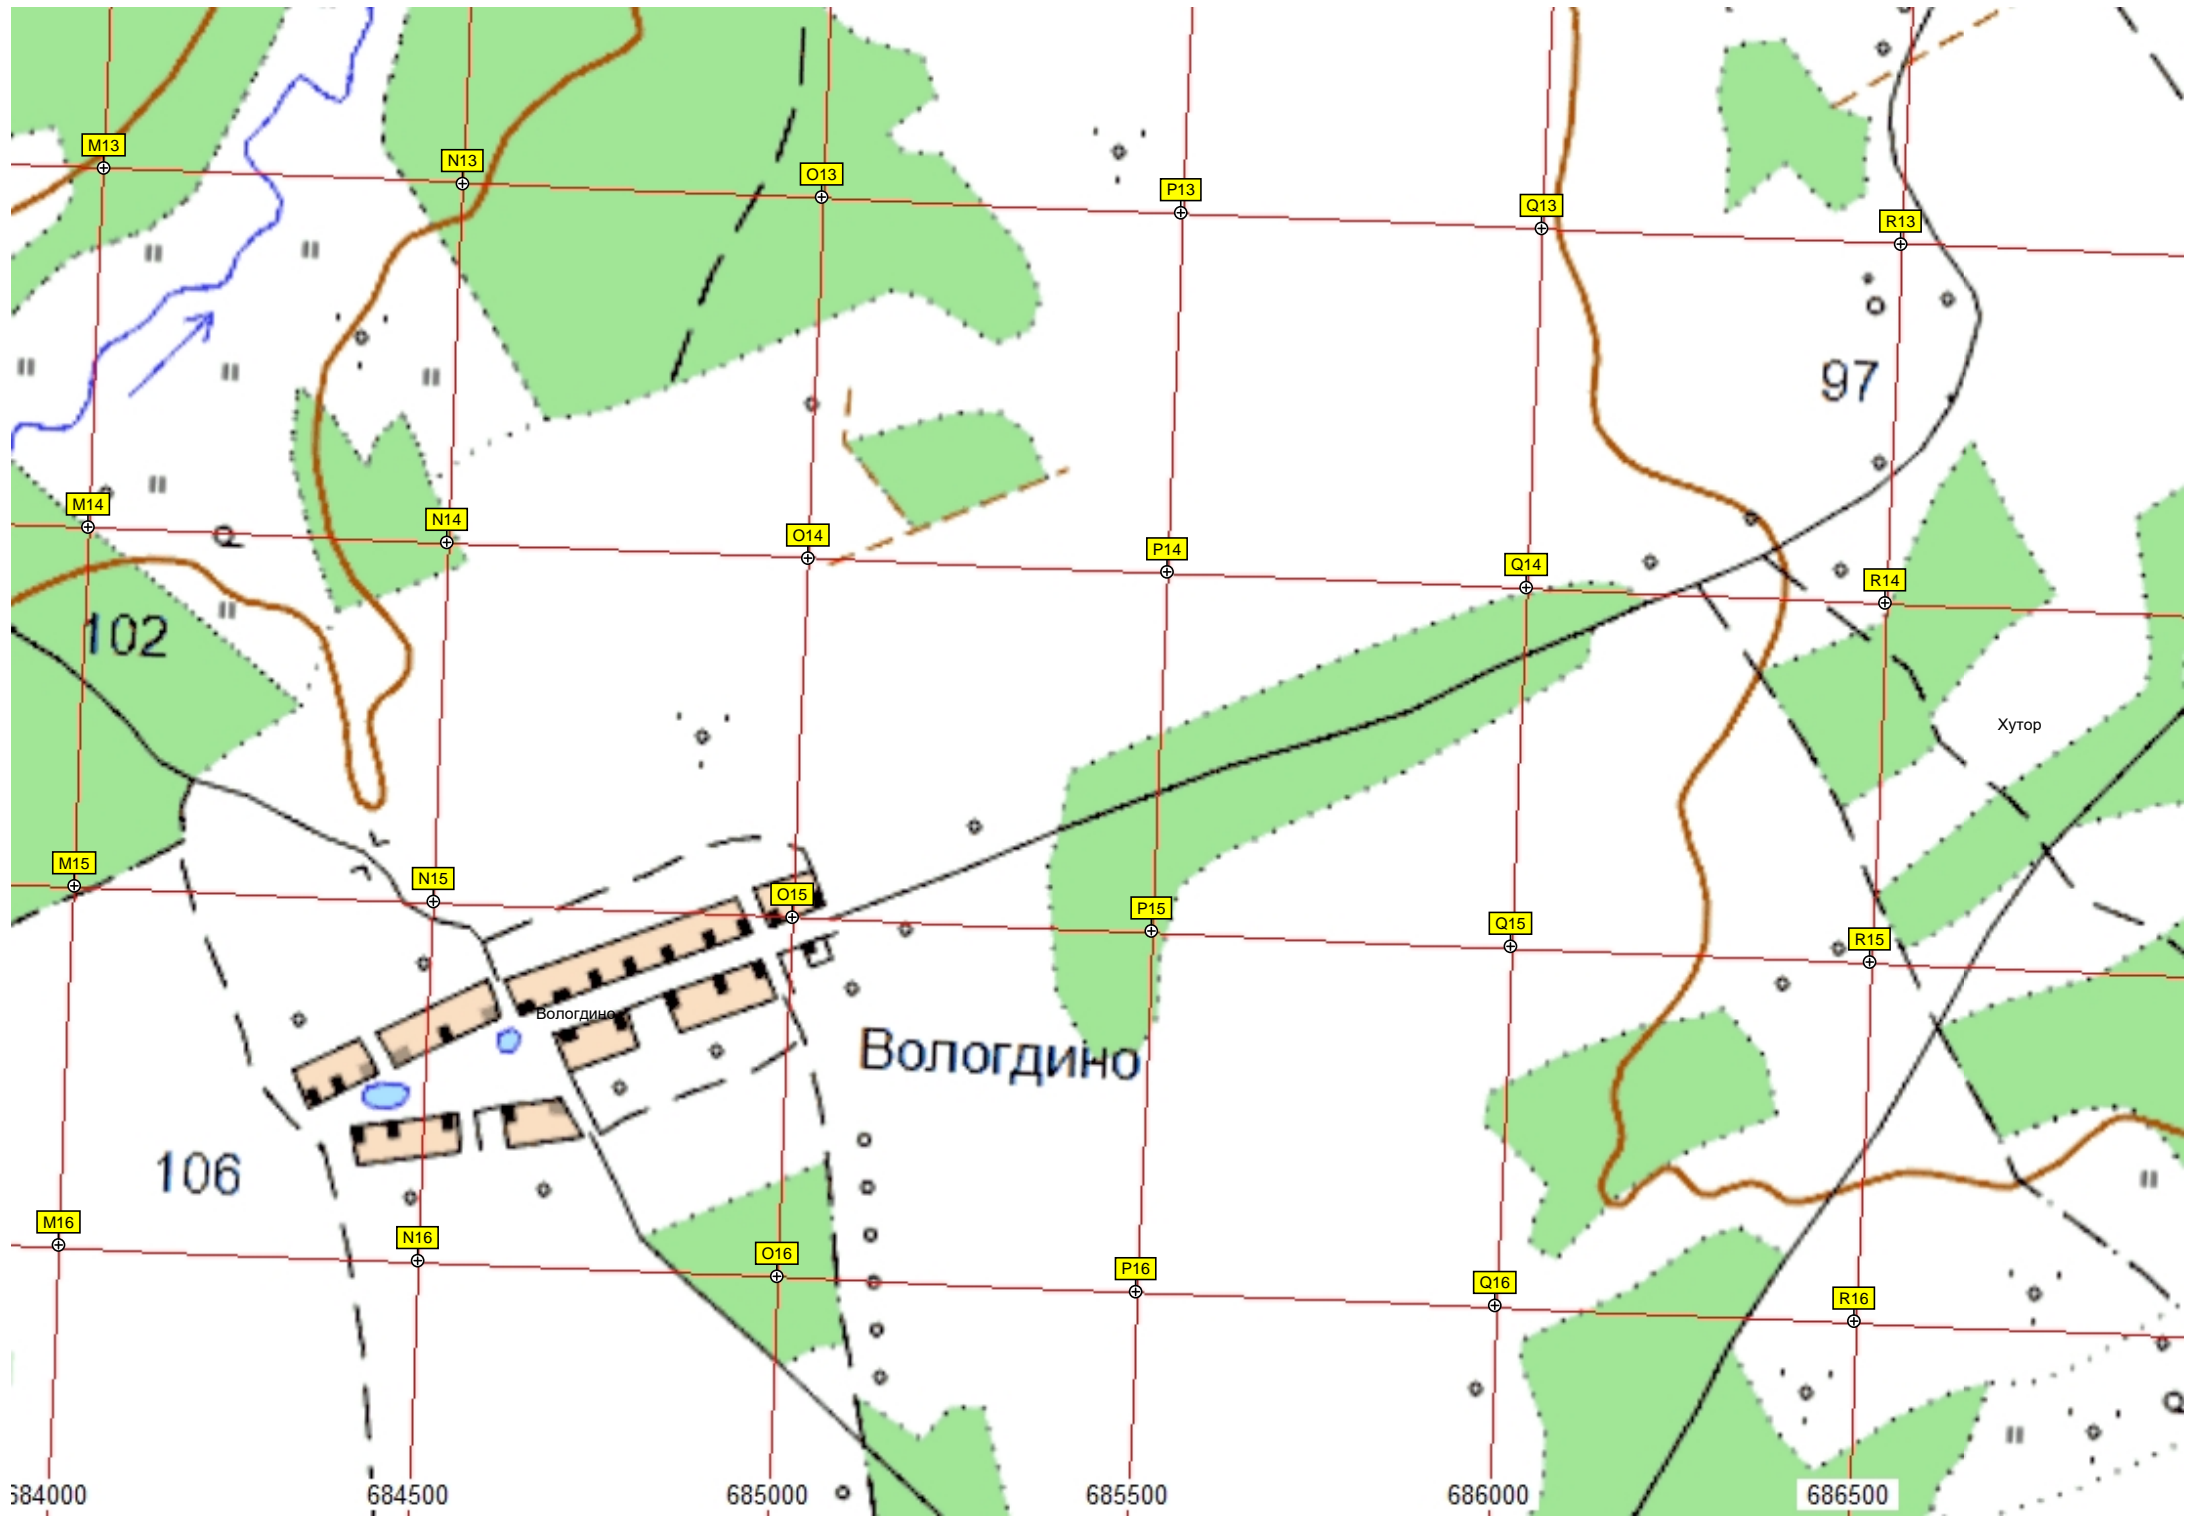 M13
N13
O13
P13
Q13
R13
97
M14
N14
O14
P14
Q14
R14
102
Хутор
M15
N15
O15
P15
Q15
R15
Вологдино
Вологдино
106
M16
N16
O16
P16
Q16
R16
684000
684500
685000
685500
686000
686500